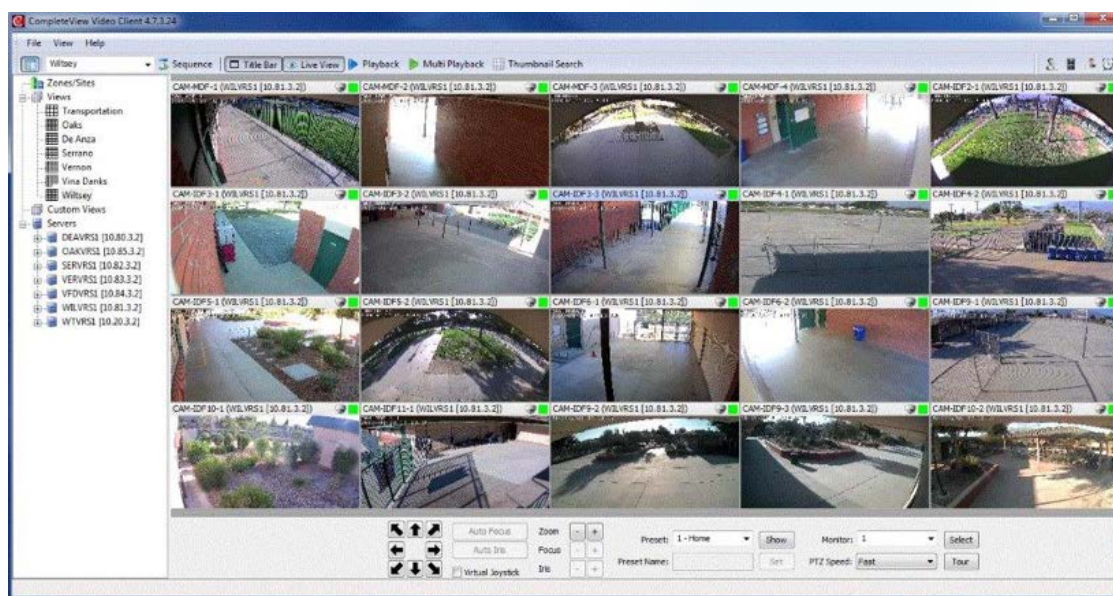 CompleteView Video Client 4.7.3.24
File View Help
Wiltsey Sequence Title Bar Live View Playback Multi Playback Thumbnail Search
Zones/Sites
Views
Transportation
Oaks
De Anza
Serrano
Vernon
Vina Danks
Wiltsey
Custom Views
Servers
DEAVRS1 [10.80.3.2]
OAKVRS1 [10.85.3.2]
SERVRS1 [10.82.3.2]
VERVRS1 [10.83.3.2]
VFDVRS1 [10.84.3.2]
WILVRS1 [10.81.3.2]
WTVRS1 [10.20.3.2]
CAM-MDF-1 (WILVRS1 [10.81.3.2]) CAM-MDF-2 (WILVRS1 [10.81.3.2]) CAM-MDF-3 (WILVRS1 [10.81.3.2]) CAM-MDF-4 (WILVRS1 [10.81.3.2]) CAM-IDF2-1 (WILVRS1 [10.81.3.2])
CAM-IDF3-1 (WILVRS1 [10.81.3.2]) CAM-IDF3-2 (WILVRS1 [10.81.3.2]) CAM-IDF3-3 (WILVRS1 [10.81.3.2]) CAM-IDF4-1 (WILVRS1 [10.81.3.2]) CAM-IDF4-2 (WILVRS1 [10.81.3.2])
CAM-IDF5-1 (WILVRS1 [10.81.3.2]) CAM-IDF5-2 (WILVRS1 [10.81.3.2]) CAM-IDF6-1 (WILVRS1 [10.81.3.2]) CAM-IDF6-2 (WILVRS1 [10.81.3.2]) CAM-IDF9-1 (WILVRS1 [10.81.3.2])
CAM-IDF10-1 (WILVRS1 [10.81.3.2]) CAM-IDF11-1 (WILVRS1 [10.81.3.2]) CAM-IDF9-2 (WILVRS1 [10.81.3.2]) CAM-IDF9-3 (WILVRS1 [10.81.3.2]) CAM-IDF10-2 (WILVRS1 [10.81.3.2])
Auto Focus Zoom - +
Preset: 1 - Home Show Monitor: 1 Select
Auto Iris Focus - +
Preset Name: Set PTZ Speed: Fast Tour
Virtual Joystick Iris - +